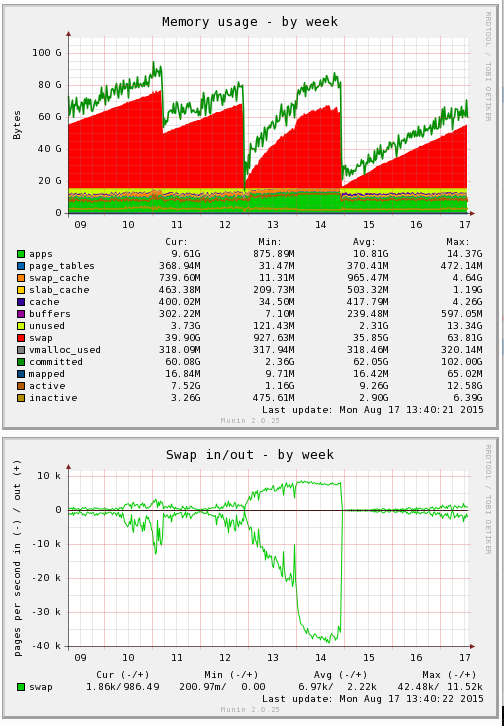 Memory usage - by week
RRDTOOL / TOBI OETIKER
Bytes
100 G
80 G
60 G
40 G
20 G
0
09 10 11 12 13 14 15 16 17
Cur: Min: Avg: Max:
apps 9.61G 875.89M 10.81G 14.37G
page_tables 368.94M 31.47M 370.41M 472.14M
swap_cache 739.60M 11.31M 965.47M 4.64G
slab_cache 463.38M 209.73M 503.32M 1.19G
cache 400.02M 34.50M 417.79M 4.26G
buffers 302.22M 7.10M 239.48M 597.05M
unused 3.73G 121.43M 2.31G 13.34G
swap 39.90G 927.63M 35.85G 63.81G
vmalloc_used 318.09M 317.94M 318.46M 320.14M
committed 60.08G 2.36G 62.05G 102.00G
mapped 16.84M 9.71M 16.42M 65.02M
active 7.52G 1.16G 9.26G 12.58G
inactive 3.26G 475.61M 2.90G 6.39G
Last update: Mon Aug 17 13:40:21 2015
Munin 2.0.25
Swap in/out - by week
RRDTOOL / TOBI OETIKER
pages per second in (-) / out (+)
10 k
0
-10 k
-20 k
-30 k
-40 k
09 10 11 12 13 14 15 16 17
Cur (-/+) Min (-/+) Avg (-/+) Max (-/+)
swap 1.86k/986.49 200.97m/ 0.00 6.97k/ 2.22k 42.48k/ 11.52k
Last update: Mon Aug 17 13:40:22 2015
Munin 2.0.25